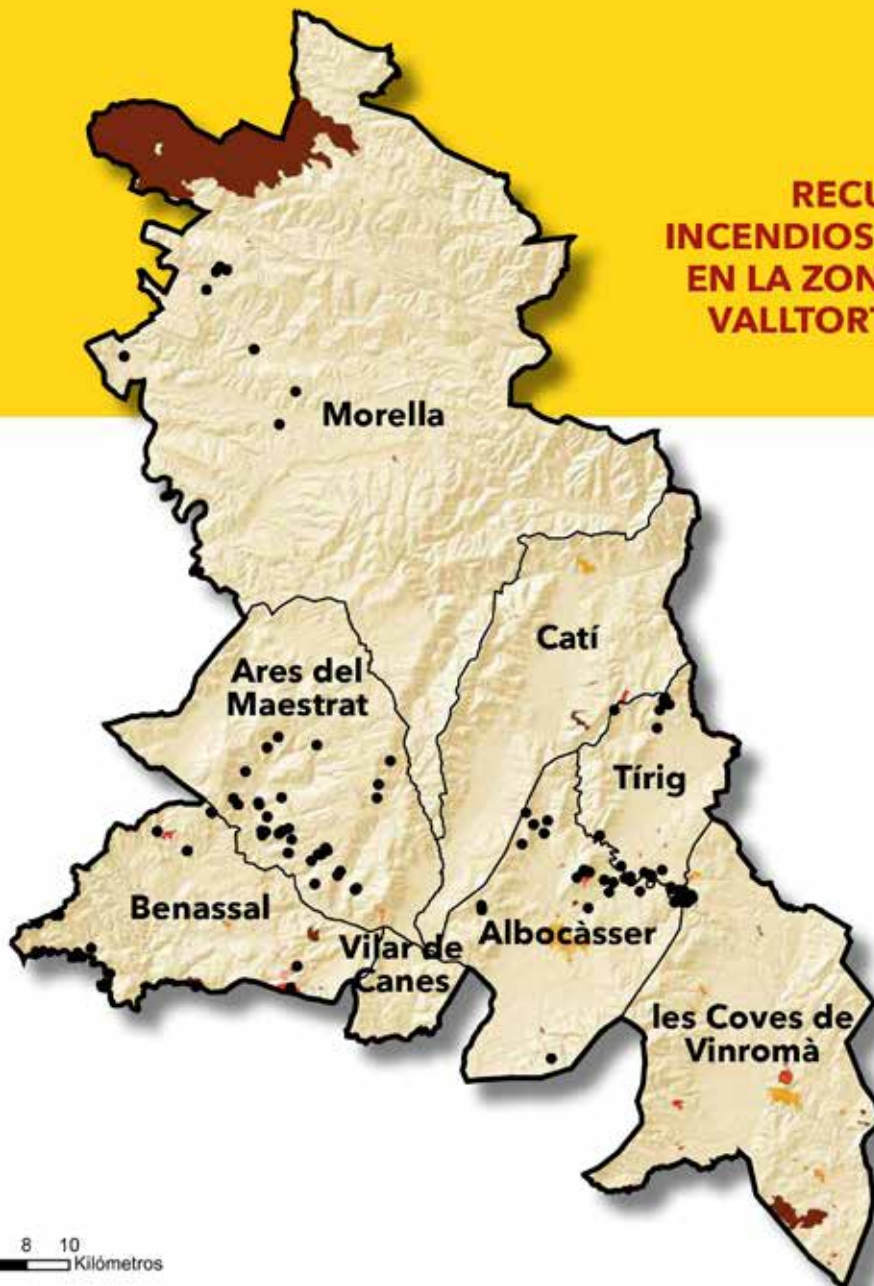 RECU
INCENDIOS
EN LA ZON
VALLTORT
Morella
Catí
Ares del
Maestrat
Tírig
Benassal
Vilar de
Canes
Albocàsser
les Coves de
Vinromà
8 10
Kilómetros